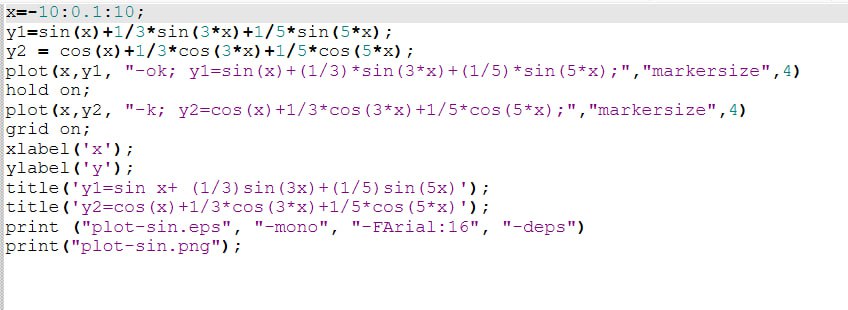 x=-10:0.1:10;
y1=sin(x)+1/3*sin(3*x)+1/5*sin(5*x);
y2 = cos(x)+1/3*cos(3*x)+1/5*cos(5*x);
plot(x,y1, "-ok; y1=sin(x)+(1/3)*sin(3*x)+(1/5)*sin(5*x);","markersize",4)
hold on;
plot(x,y2, "-k; y2=cos(x)+1/3*cos(3*x)+1/5*cos(5*x);","markersize",4)
grid on;
xlabel('x');
ylabel('y');
title('y1=sin x+ (1/3)sin(3x)+(1/5)sin(5x)');
title('y2=cos(x)+1/3*cos(3*x)+1/5*cos(5*x)');
print ("plot-sin.eps", "-mono", "-FArial:16", "-deps")
print("plot-sin.png");